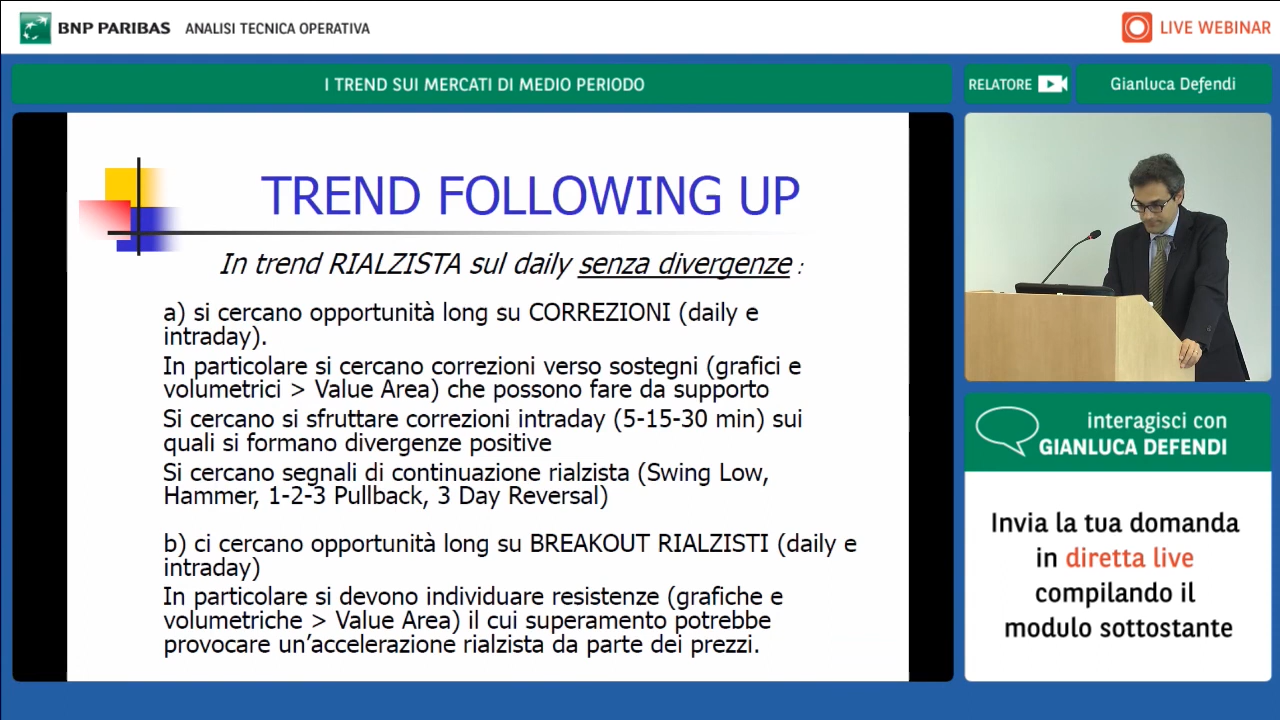 BNP PARIBAS ANALISI TECNICA OPERATIVA
LIVE WEBINAR
I TREND SUI MERCATI DI MEDIO PERIODO
RELATORE
Gianluca Defendi
TREND FOLLOWING UP
In trend RIALZISTA sul daily senza divergenze :
a) si cercano opportunità long su CORREZIONI (daily e
intraday).
In particolare si cercano correzioni verso sostegni (grafici e
volumetrici > Value Area) che possono fare da supporto
Si cercano si sfruttare correzioni intraday (5-15-30 min) sui
quali si formano divergenze positive
Si cercano segnali di continuazione rialzista (Swing Low,
Hammer, 1-2-3 Pullback, 3 Day Reversal)
b) ci cercano opportunità long su BREAKOUT RIALZISTI (daily e
intraday)
In particolare si devono individuare resistenze (grafiche e
volumetriche > Value Area) il cui superamento potrebbe
provocare un'accelerazione rialzista da parte dei prezzi.
interagisci con
GIANLUCA DEFENDI
Invia la tua domanda
in diretta live
compilando il
modulo sottostante